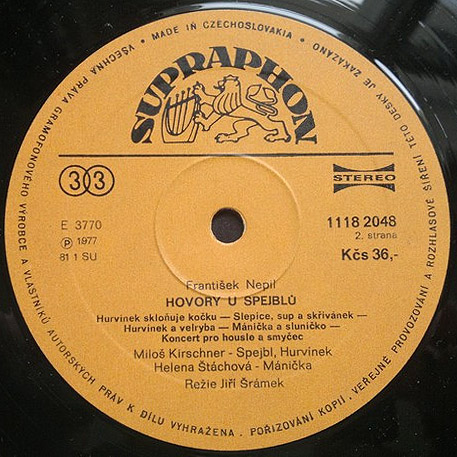 VŠECHNA PRÁVA GRAMOFONOVÉHO VÝROBCE A VLASTNÍKŮ AUTORSKÝCH PRÁV K DÍLU VYHRAŽENA. POŘIZOVÁNÍ KOPIÍ, VEŘEJNÉ PROVOZOVÁNÍ A ROZHLASOVÉ ŠÍŘENÍ TÉTO DESKY JE ZAKÁZÁNO • MADE IN CZECHOSLOVAKIA •
SUPRAPHON
33
STEREO
E 3770
Ⓟ 1977
81 1 SU
1118 2048
2. strana
Kčs 36,-
František Nepil
HOVORY U SPEJBLŮ
Hurvínek skloňuje kočku — Slepice, sup a skřivánek —
Hurvínek a velryba — Mánička a sluníčko —
Koncert pro housle a smyčec
Miloš Kirschner - Spejbl, Hurvínek
Helena Štáchová - Mánička
Režie Jiří Šrámek